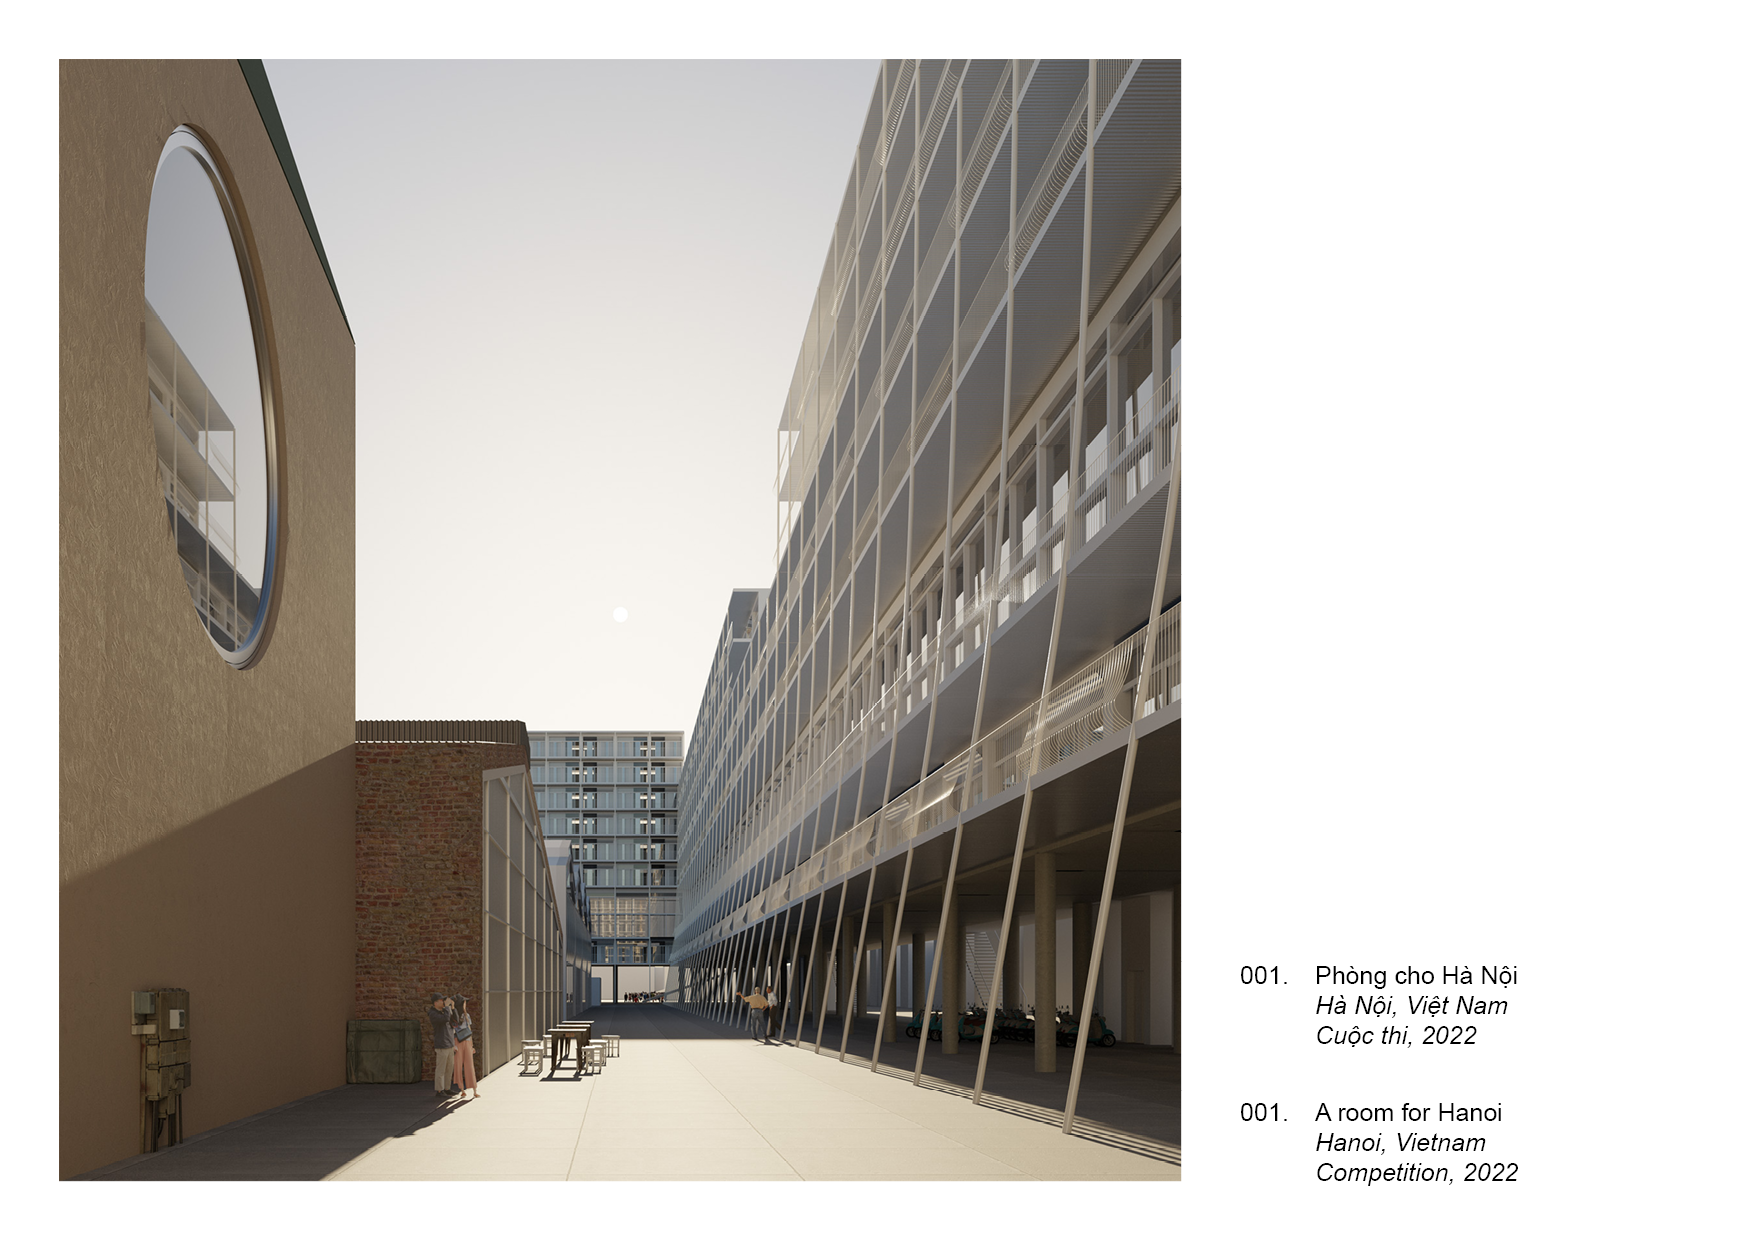 001. Phòng cho Hà Nội
Hà Nội, Việt Nam
Cuộc thi, 2022
001. A room for Hanoi
Hanoi, Vietnam
Competition, 2022